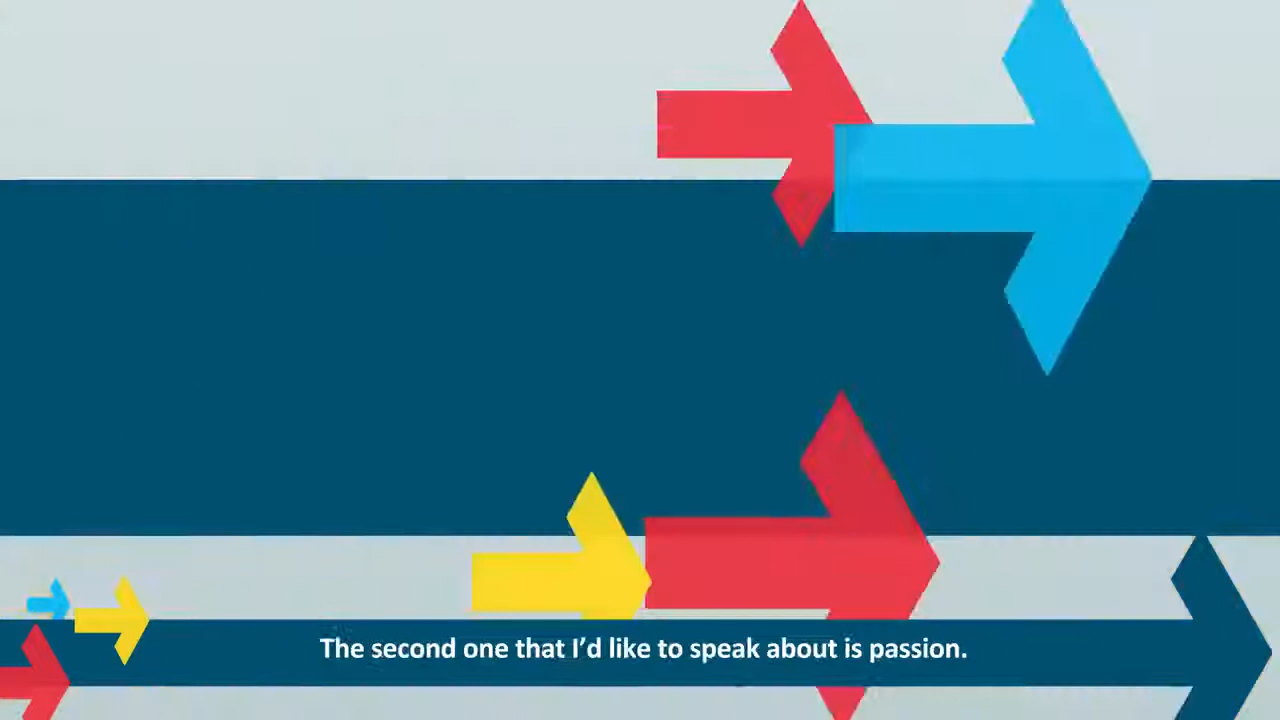 The second one that I’d like to speak about is passion.